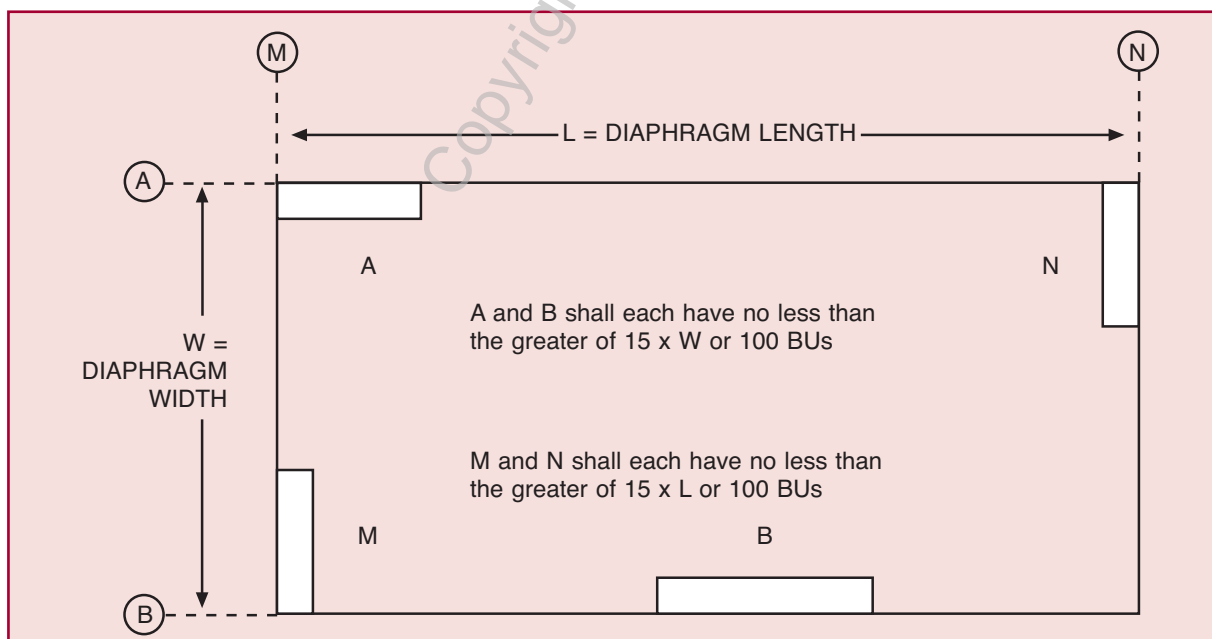 Copyright
M
N
L = DIAPHRAGM LENGTH
A
A
N
A and B shall each have no less than
the greater of 15 x W or 100 BUs
W =
DIAPHRAGM
WIDTH
M and N shall each have no less than
the greater of 15 x L or 100 BUs
M
B
B